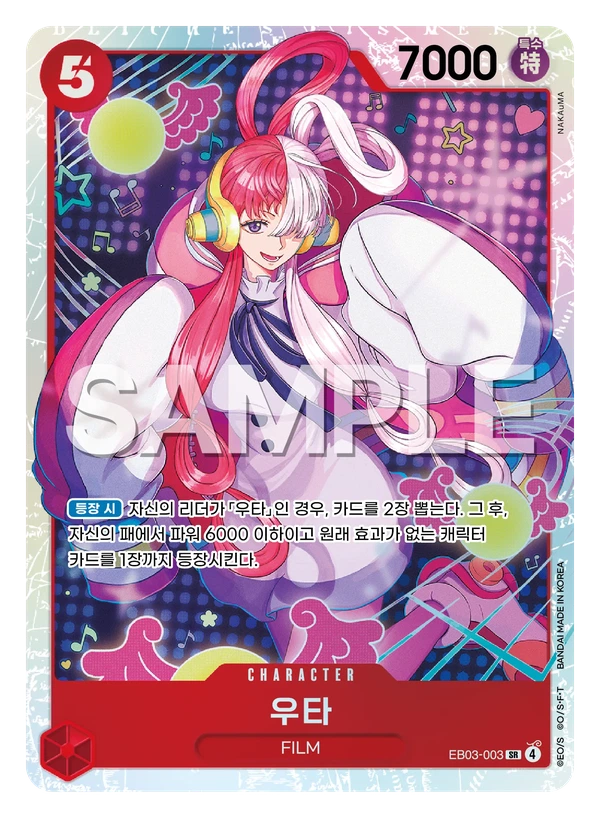 5
7000
특수
特
NAKAuMA
SAMPLE
등장 시 자신의 리더가 「우타」인 경우, 카드를 2장 뽑는다. 그 후,
자신의 패에서 파워 6000 이하이고 원래 효과가 없는 캐릭터
카드를 1장까지 등장시킨다.
©EO/S ©O/S·F·T BANDAI MADE IN KOREA
CHARACTER
우타
FILM
EB03-003 SR 4